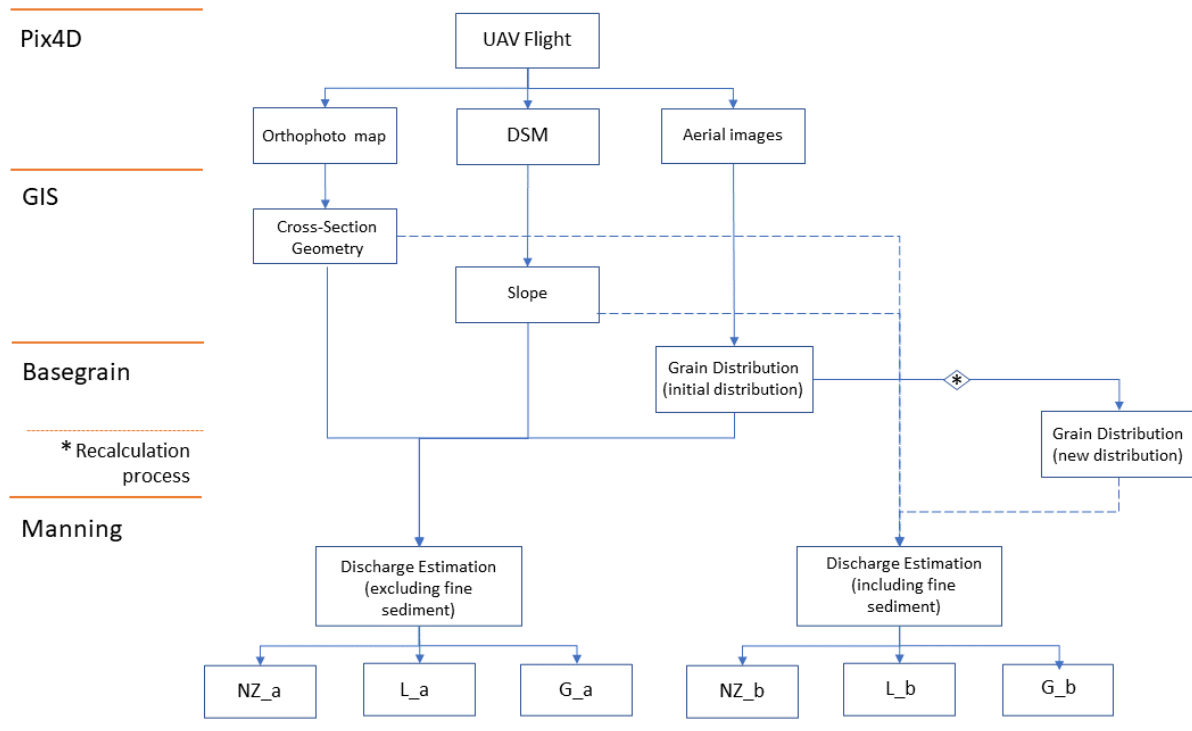 Pix4D
UAV Flight
Orthophoto map
DSM
Aerial images
GIS
Cross-Section
Geometry
Slope
Basegrain
Grain Distribution
(initial distribution)
*
* Recalculation
process
Grain Distribution
(new distribution)
Manning
Discharge Estimation
(excluding fine
sediment)
Discharge Estimation
(including fine
sediment)
NZ_a
L_a
G_a
NZ_b
L_b
G_b